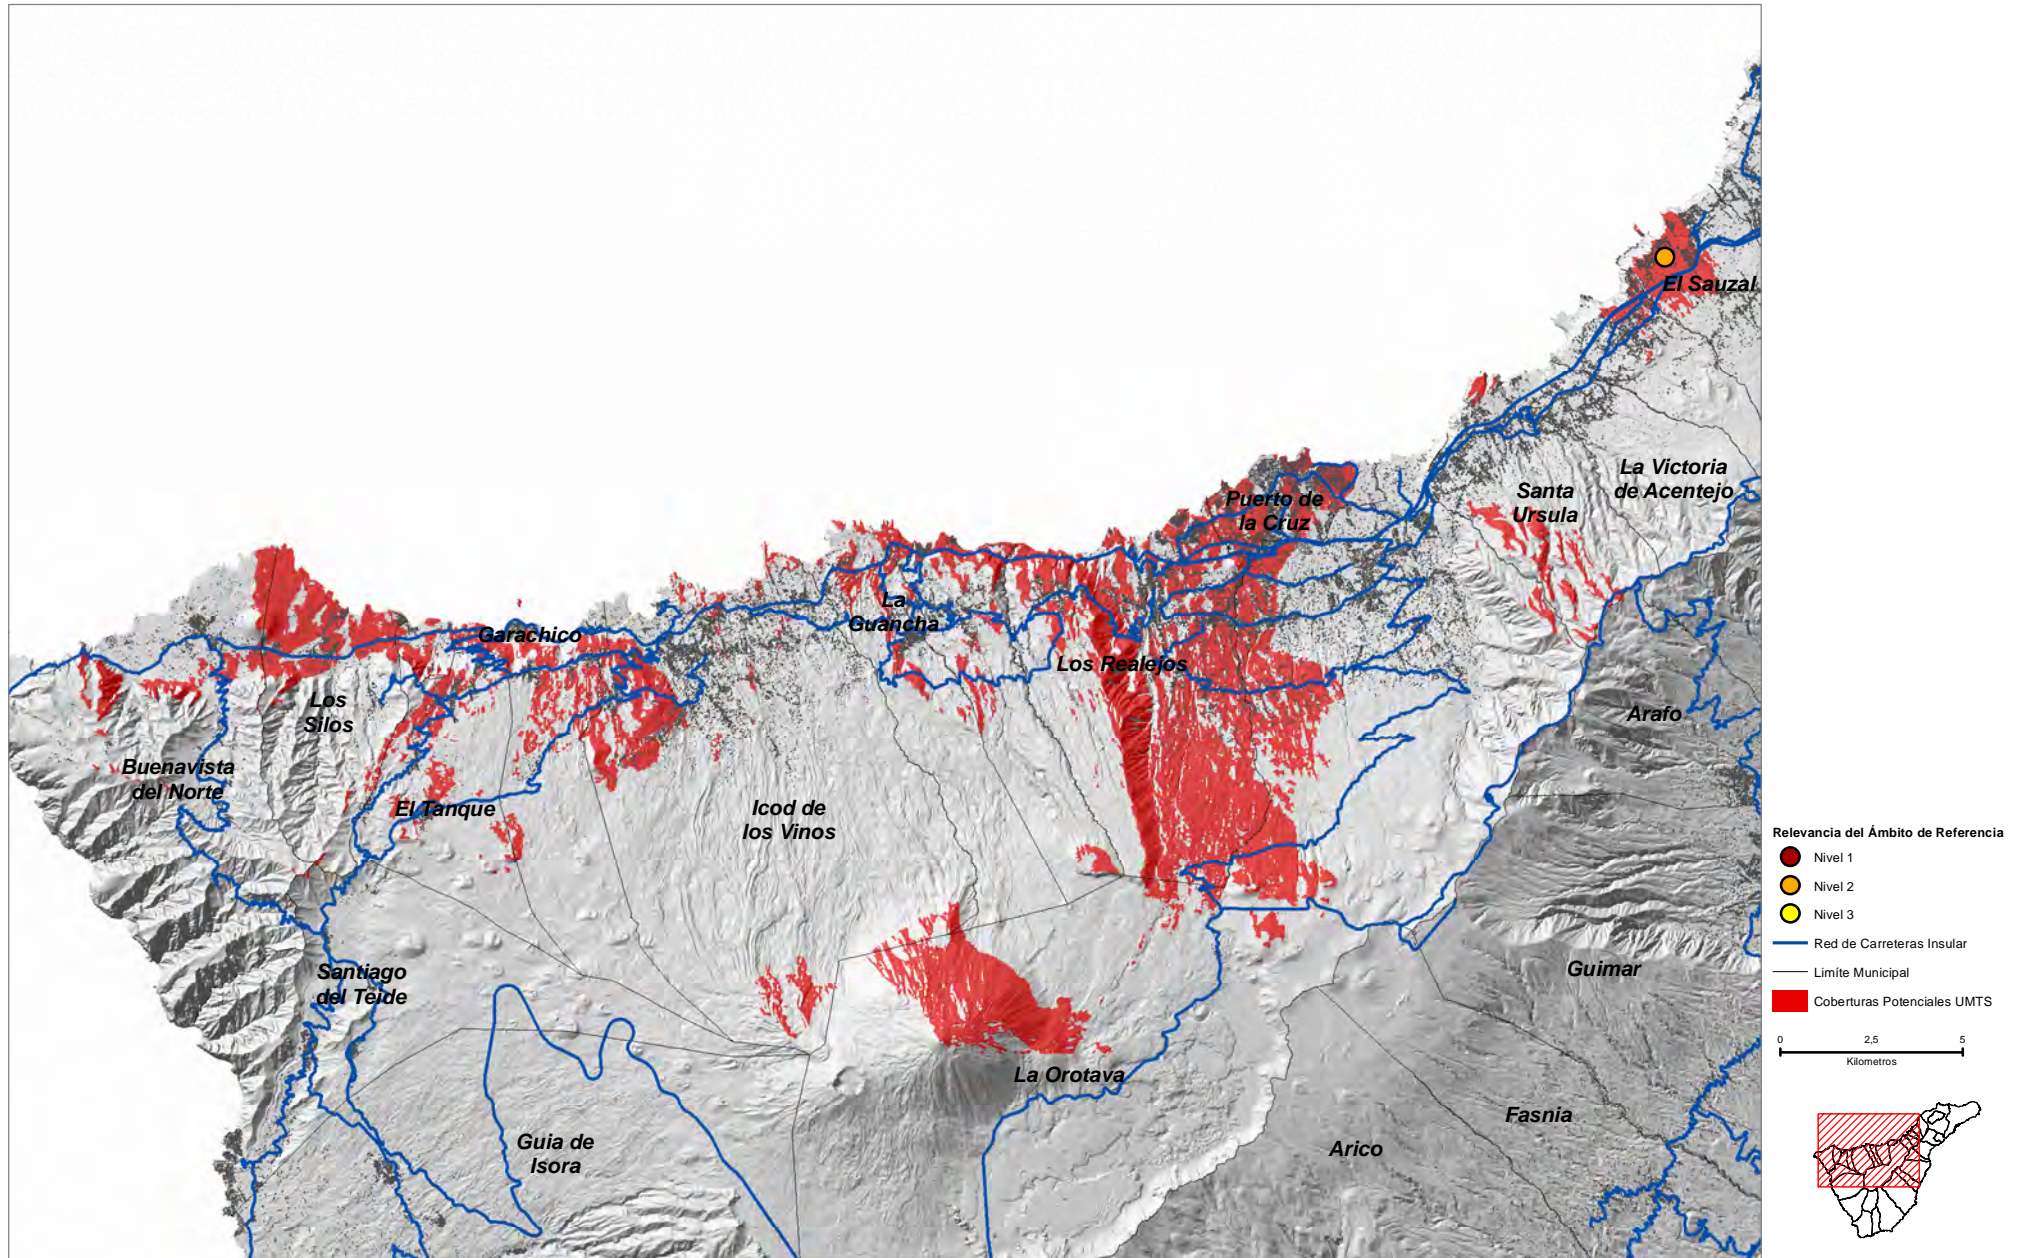 El Sauzal
La Victoria
de Acentejo
Santa
Ursula
Puerto de
la Cruz
La
Guancha
Garachico
Los Realejos
Los
Silos
Arafo
Buenavista
del Norte
El Tanque
Icod de
los Vinos
Santiago
del Teide
Guimar
La Orotava
Fasnia
Guia de
Isora
Arico
Relevancia del Ámbito de Referencia
Nivel 1
Nivel 2
Nivel 3
Red de Carreteras Insular
Limíte Municipal
Coberturas Potenciales UMTS
0 2,5 5
Kilometros